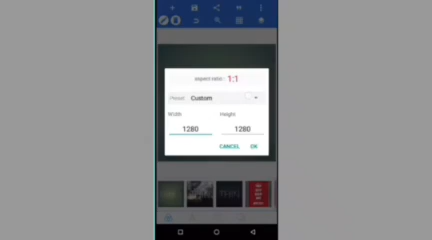 aspect ratio : 1:1
Preset: Custom
Width Height
1280 1280
CANCEL OK